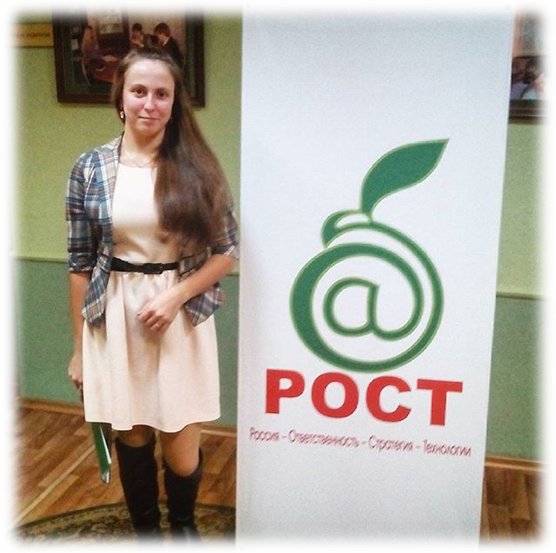 @
РОСТ
Россия – Ответственность – Стратегия – Технологии